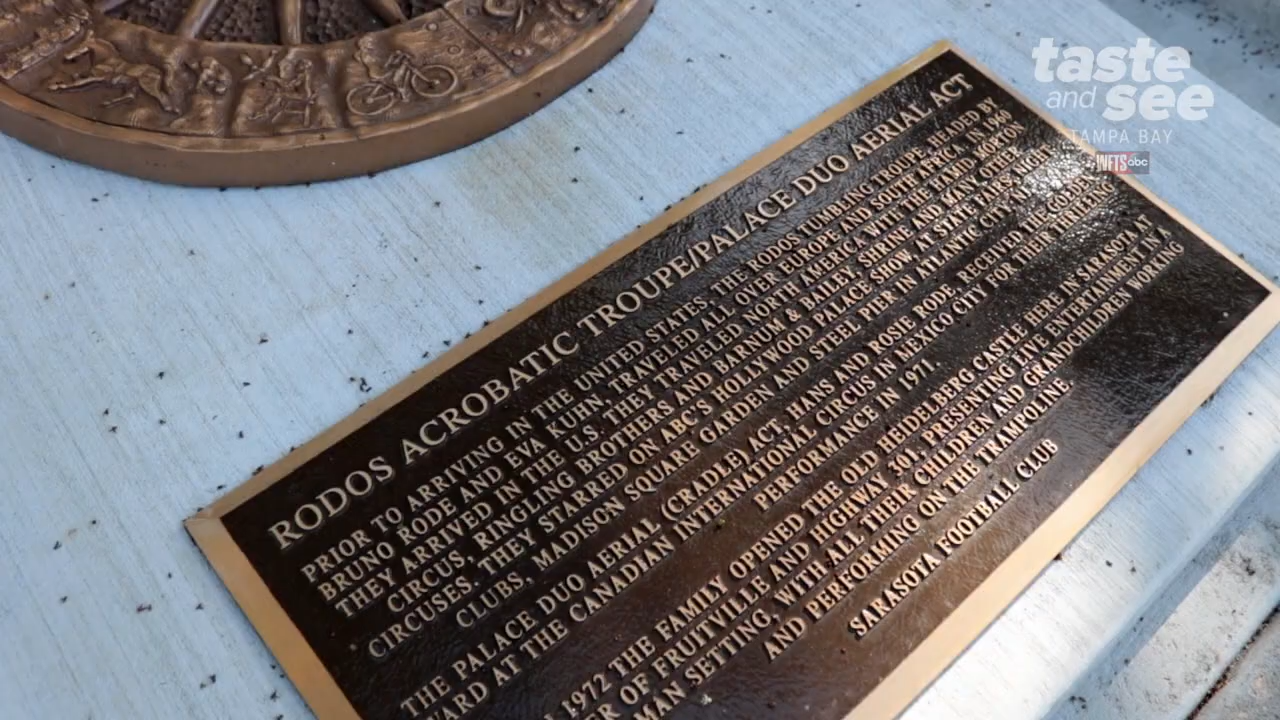 taste
and see
TAMPA BAY
WFTS abc
RODOS ACROBATIC TROUPE/PALACE DUO AERIAL ACT
PRIOR TO ARRIVING IN THE UNITED STATES, THE RODOS TUMBLING TROUPE, HEADED BY
BRUNO RODE AND EVA KUHN, TRAVELED ALL OVER EUROPE AND SOUTH AFRICA. IN 1960
THEY ARRIVED IN THE U.S. THEY TRAVELLED NORTH AMERICA WITH THE HAMID MORTON
CIRCUS, RINGLING BROTHERS AND BARNUM & BAILEY, SHRINE AND MANY OTHER
CIRCUSES. THEY STARRED ON ABC'S HOLLYWOOD PALACE SHOW, AT STATE FAIRS, NIGHT
CLUBS, MADISON SQUARE GARDEN AND STEEL PIER IN ATLANTIC CITY
THE PALACE DUO AERIAL (CRADLE) ACT, HANS AND ROSIE RODE, RECEIVED THE GOLDEN
WARD AT THE CANADIAN INTERNATIONAL CIRCUS IN MEXICO CITY FOR THEIR
PERFORMANCE IN 1971.
1972 THE FAMILY OPENED THE OLD HEIDELBERG CASTLE HERE IN SARASOTA AT
ER OF FRUITVILLE AND HIGHWAY 301, PRESENTING LIVE ENTERTAINMENT IN A
MAN SETTING, WITH ALL THEIR CHILDREN AND GRANDCHILDREN WORKING
AND PERFORMING ON THE TRAMPOLINE.
SARASOTA FOOTBALL CLUB